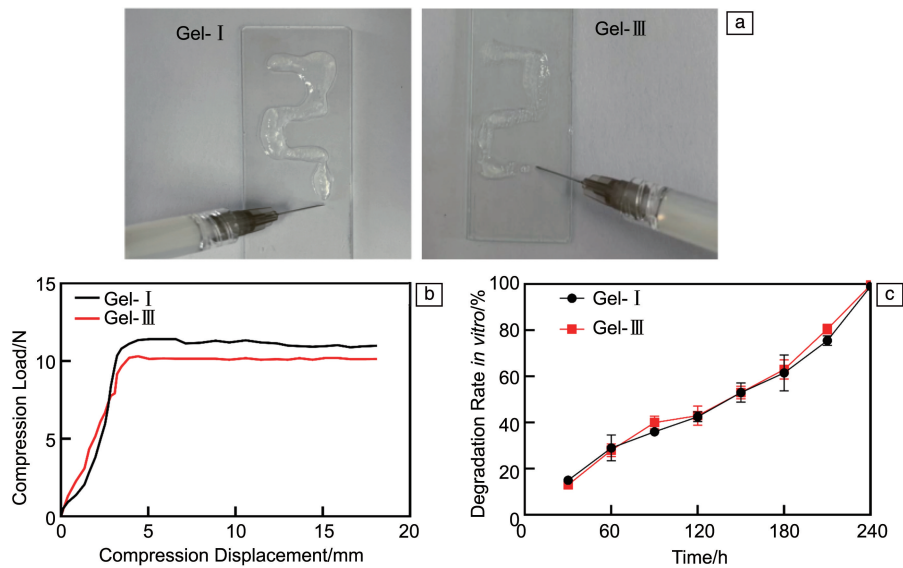 Gel-Ⅰ
Gel-Ⅲ
a
15
10
5
0
Compression Load/N
Gel-Ⅰ
Gel-Ⅲ
b
0
5
10
15
20
Compression Displacement/mm
100
80
60
40
20
0
Degradation Rate in vitro/%
Gel-Ⅰ
Gel-Ⅲ
c
0
60
120
180
240
Time/h